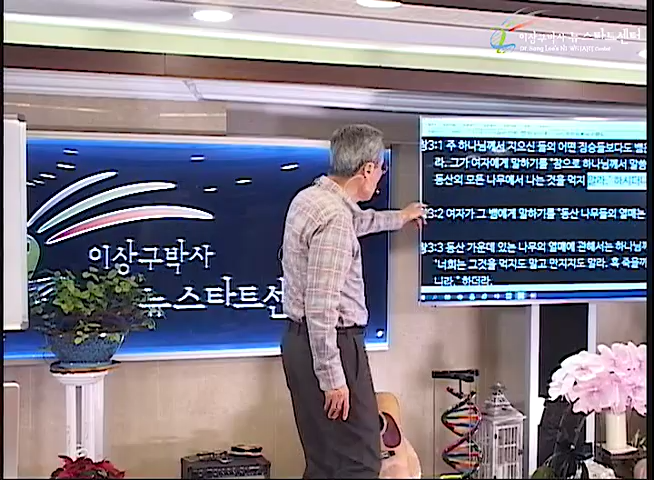 이상구박사 뉴스타트센터
Dr. Sang Lee's NEWSTART Center
창3:1 주 하나님께서 지으신 들의 어떤 짐승들보다도 뱀은
라. 그가 여자에게 말하기를 "참으로 하나님께서 말씀
동산의 모든 나무에서 나는 것을 먹지 말라." 하시더냐
창3:2 여자가 그 뱀에게 말하기를 "동산 나무들의 열매는
창3:3 동산 가운데 있는 나무의 열매에 관해서는 하나님께
"너희는 그것을 먹지도 말고 만지지도 말라. 혹 죽을까
니라." 하더라.
이상구박사
뉴스타트센